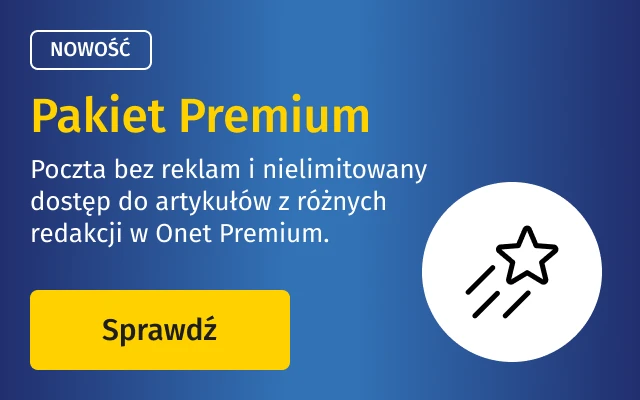 NOWOŚĆ
Pakiet Premium
Poczta bez reklam i nielimitowany
dostęp do artykułów z różnych
redakcji w Onet Premium.
Sprawdź